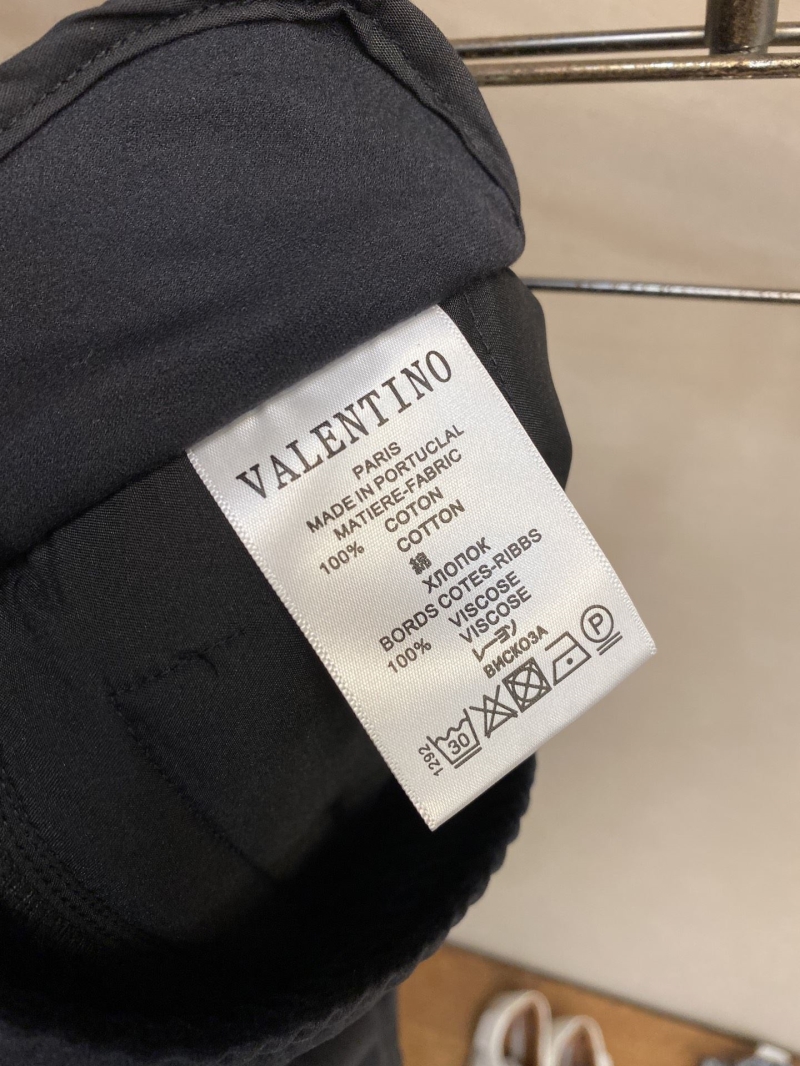 VALENTINO
PARIS
MADE IN PORTUCLAL
MATIERE-FABRIC
100% COTON
COTTON
綿
ХЛОПОК
BORDS COTES-RIBBS
100% VISCOSE
VISCOSE
レーヨン
ВИСКОЗА
1292 30 P